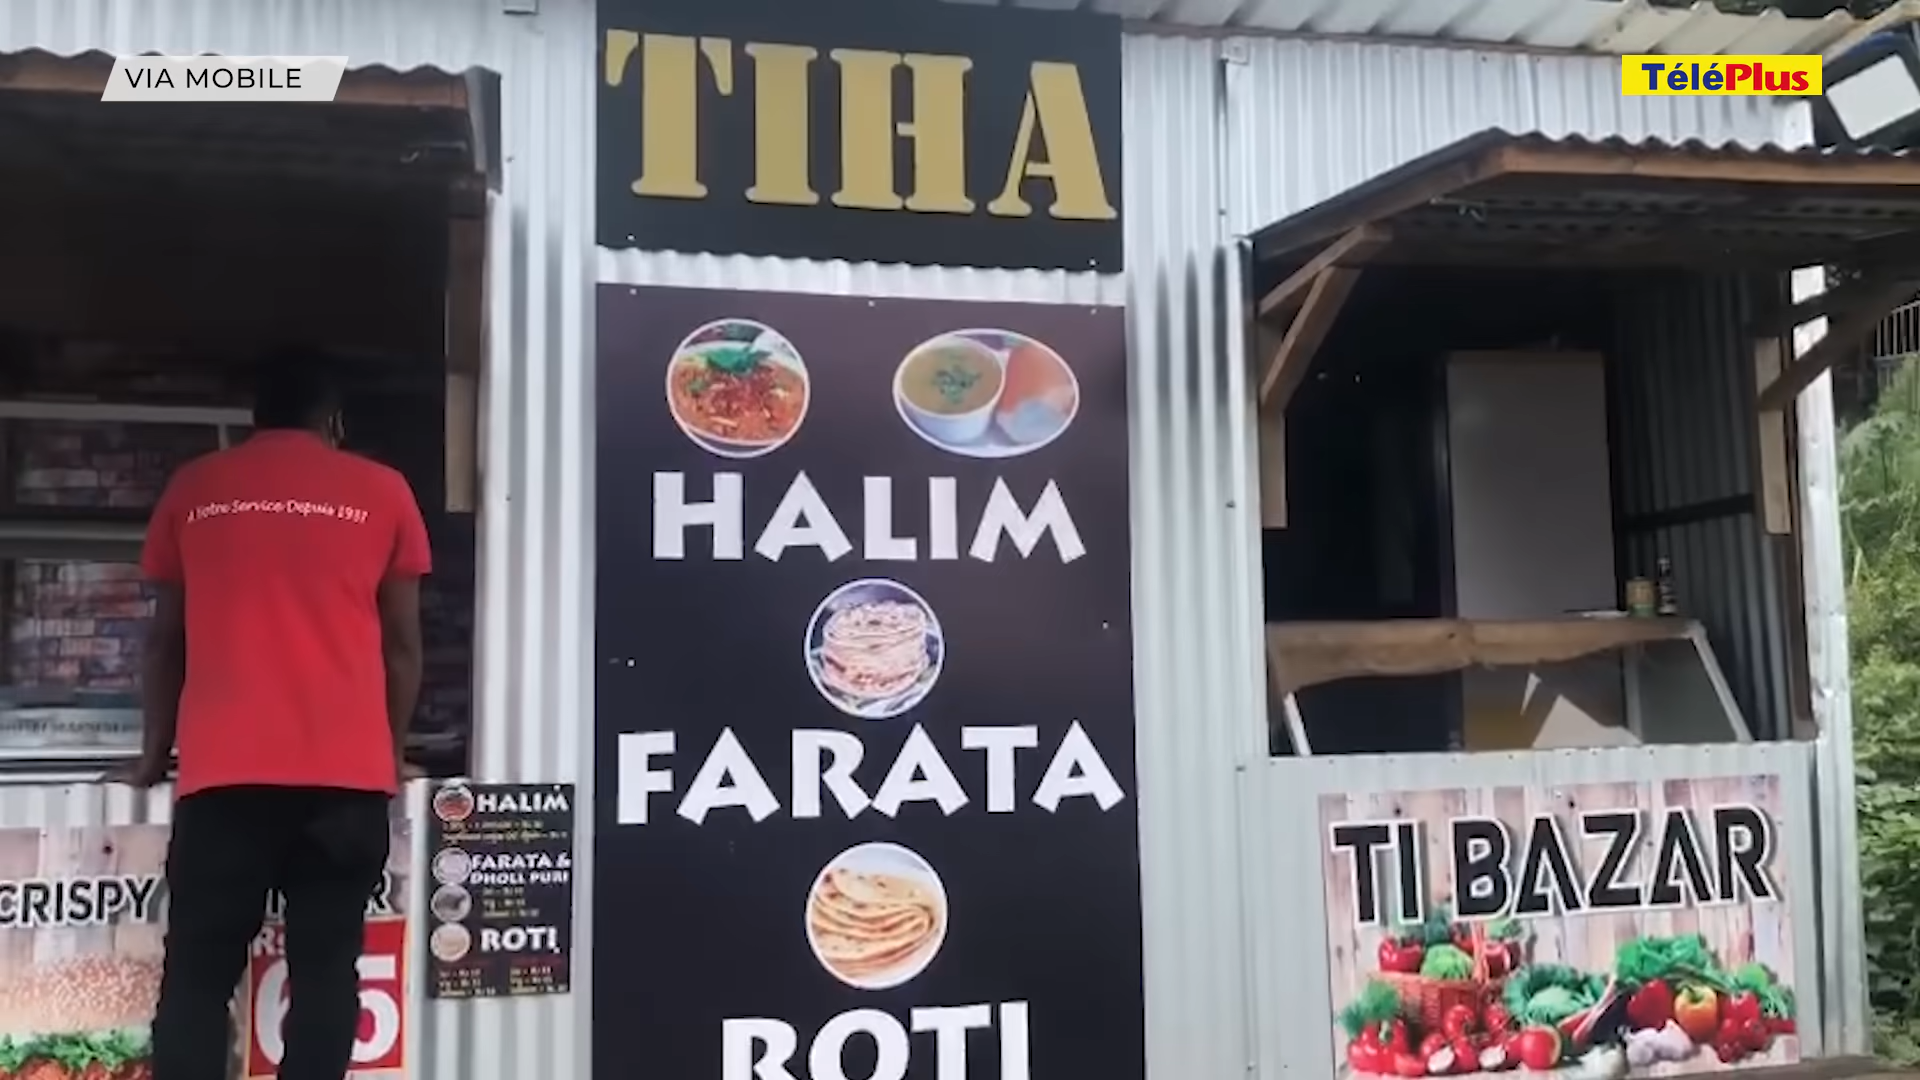 VIA MOBILE
TéléPlus
TIHA
HALIM
FARATA
ROTI
A Votre Service Depuis 1937
CRISPY
65
HALIM
FARATA &
DHOLL PURI
ROTI
TI BAZAR